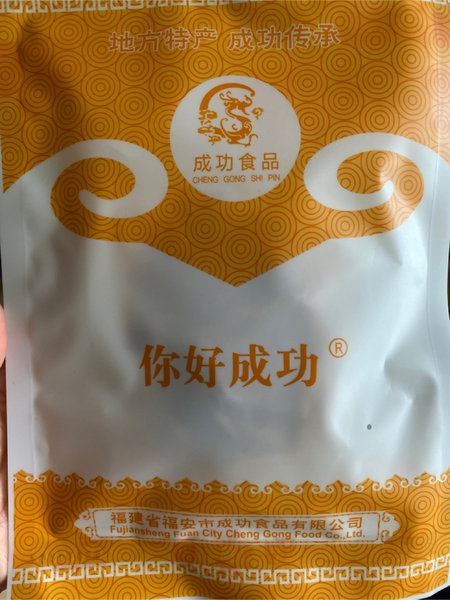 地方特产 成功传承
成功食品
CHENG GONG SHI PIN
你好成功®
福建省福安市成功食品有限公司
Fujiansheng Fuan City Cheng Gong Food Co.,Ltd.